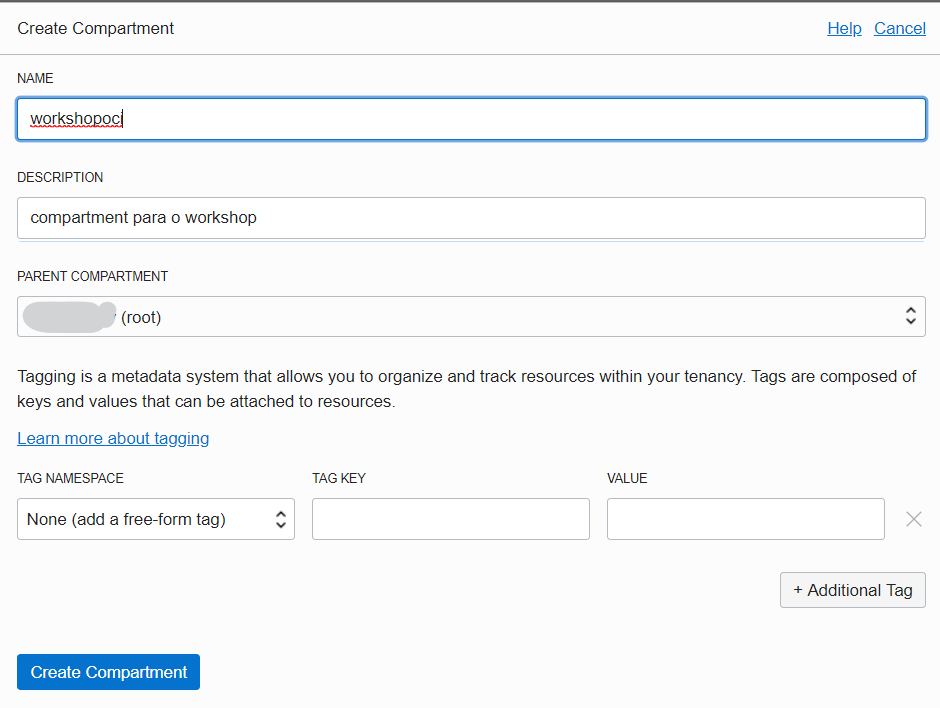 Create Compartment
Help Cancel
NAME
workshopoci
DESCRIPTION
compartment para o workshop
PARENT COMPARTMENT
(root)
Tagging is a metadata system that allows you to organize and track resources within your tenancy. Tags are composed of
keys and values that can be attached to resources.
Learn more about tagging
TAG NAMESPACE TAG KEY VALUE
None (add a free-form tag)
+ Additional Tag
Create Compartment